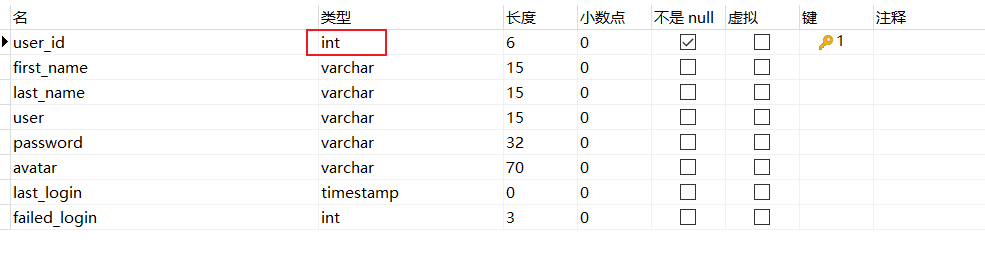 名 类型 长度 小数点 不是 null 虚拟 键 注释
user_id int 6 0 1
first_name varchar 15 0
last_name varchar 15 0
user varchar 15 0
password varchar 32 0
avatar varchar 70 0
last_login timestamp 0 0
failed_login int 3 0